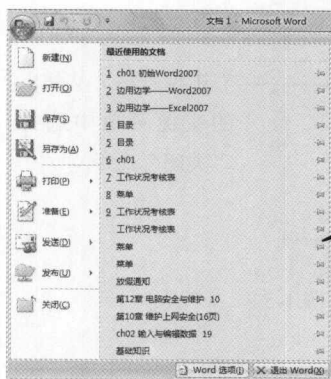 文档 1 - Microsoft Word
新建(N)
打开(O)
保存(S)
另存为(A)
打印(P)
准备(E)
发送(D)
发布(U)
关闭(C)
最近使用的文档
1 ch01 初始Word2007
2 边用边学——Word2007
3 边用边学——Excel2007
4 目录
5 目录
6 ch01
7 工作状况考核表
8 菜单
9 工作状况考核表
工作状况考核表
菜单
菜单
放假通知
第12章 电脑安全与维护 10
第10章 维护上网安全(16页)
ch02 输入与编辑数据 19
基础知识
Word 选项(I)
退出 Word(X)